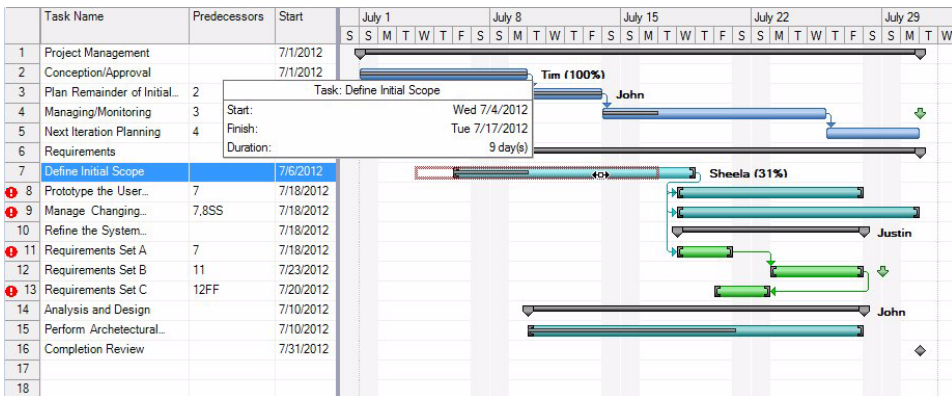 Task Name Predecessors Start July 1 July 8 July 15 July 22 July 29
S S M T W T F S S M T W T F S S M T W T F S S M T W T F S S M T W
1 Project Management 7/1/2012
2 Conception/Approval 7/1/2012 Tim (100%)
3 Plan Remainder of Initial... 2 John
Task: Define Initial Scope
Start: Wed 7/4/2012
Finish: Tue 7/17/2012
Duration: 9 day(s)
4 Managing/Monitoring 3
5 Next Iteration Planning 4
6 Requirements
7 Define Initial Scope 7/6/2012 Sheela (31%)
8 Prototype the User... 7 7/18/2012
9 Manage Changing... 7,8SS 7/18/2012
10 Refine the System... 7/18/2012 Justin
11 Requirements Set A 7 7/18/2012
12 Requirements Set B 11 7/23/2012
13 Requirements Set C 12FF 7/20/2012
14 Analysis and Design 7/10/2012 John
15 Perform Archetectural... 7/10/2012
16 Completion Review 7/31/2012
17
18